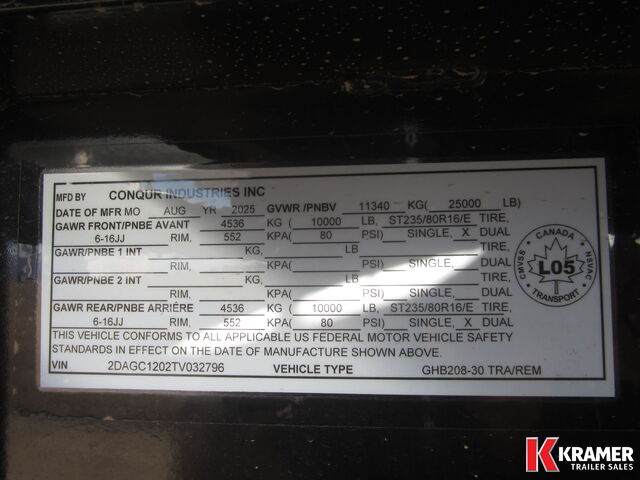 MFD BY CONQUR INDUSTRIES INC
DATE OF MFR MO AUG YR 2025 GVWR /PNBV 11340 KG( 25000 LB)
GAWR FRONT/PNBE AVANT 4536 KG ( 10000 LB, ST235/80R16/E TIRE,
6-16JJ RIM, 552 KPA( 80 PSI) SINGLE, X DUAL
GAWR/PNBE 1 INT KG, LB TIRE,
RIM, KPA( PSI) SINGLE, DUAL
GAWR/PNBE 2 INT KG, LB TIRE,
RIM, KPA( PSI) SINGLE, DUAL
GAWR REAR/PNBE ARRIÉRE 4536 KG ( 10000 LB, ST235/80R16/E TIRE,
6-16JJ RIM, 552 KPA( 80 PSI) SINGLE, X DUAL
THIS VEHICLE CONFORMS TO ALL APPLICABLE US FEDERAL MOTOR VEHICLE SAFETY
STANDARDS IN EFFECT ON THE DATE OF MANUFACTURE SHOWN ABOVE.
VIN 2DAGC1202TV032796 VEHICLE TYPE GHB208-30 TRA/REM
CANADA
CMVSS
L05
NSVAC
TRANSPORT
K KRAMER
TRAILER SALES